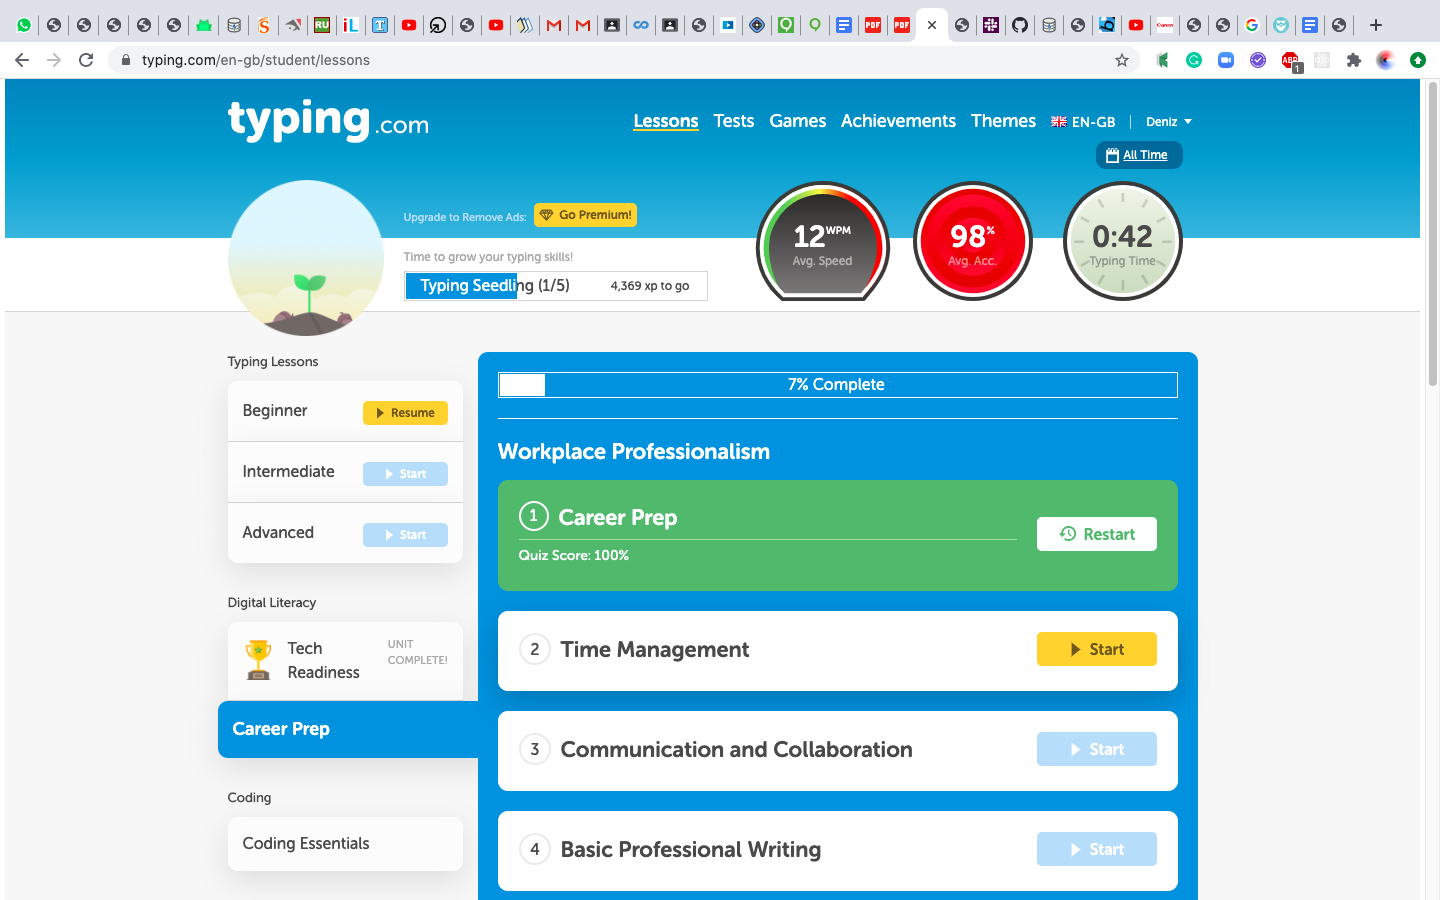 typing.com/en-gb/student/lessons
typing.com
Lessons Tests Games Achievements Themes EN-GB Deniz
All Time
Upgrade to Remove Ads: Go Premium!
Time to grow your typing skills!
Typing Seedling (1/5) 4,369 xp to go
12 WPM
Avg. Speed
98%
Avg. Acc.
0:42
Typing Time
Typing Lessons
Beginner Resume
Intermediate Start
Advanced Start
Digital Literacy
Tech Readiness
UNIT COMPLETE!
Career Prep
Coding
Coding Essentials
7% Complete
Workplace Professionalism
1 Career Prep
Quiz Score: 100%
Restart
2 Time Management Start
3 Communication and Collaboration Start
4 Basic Professional Writing Start